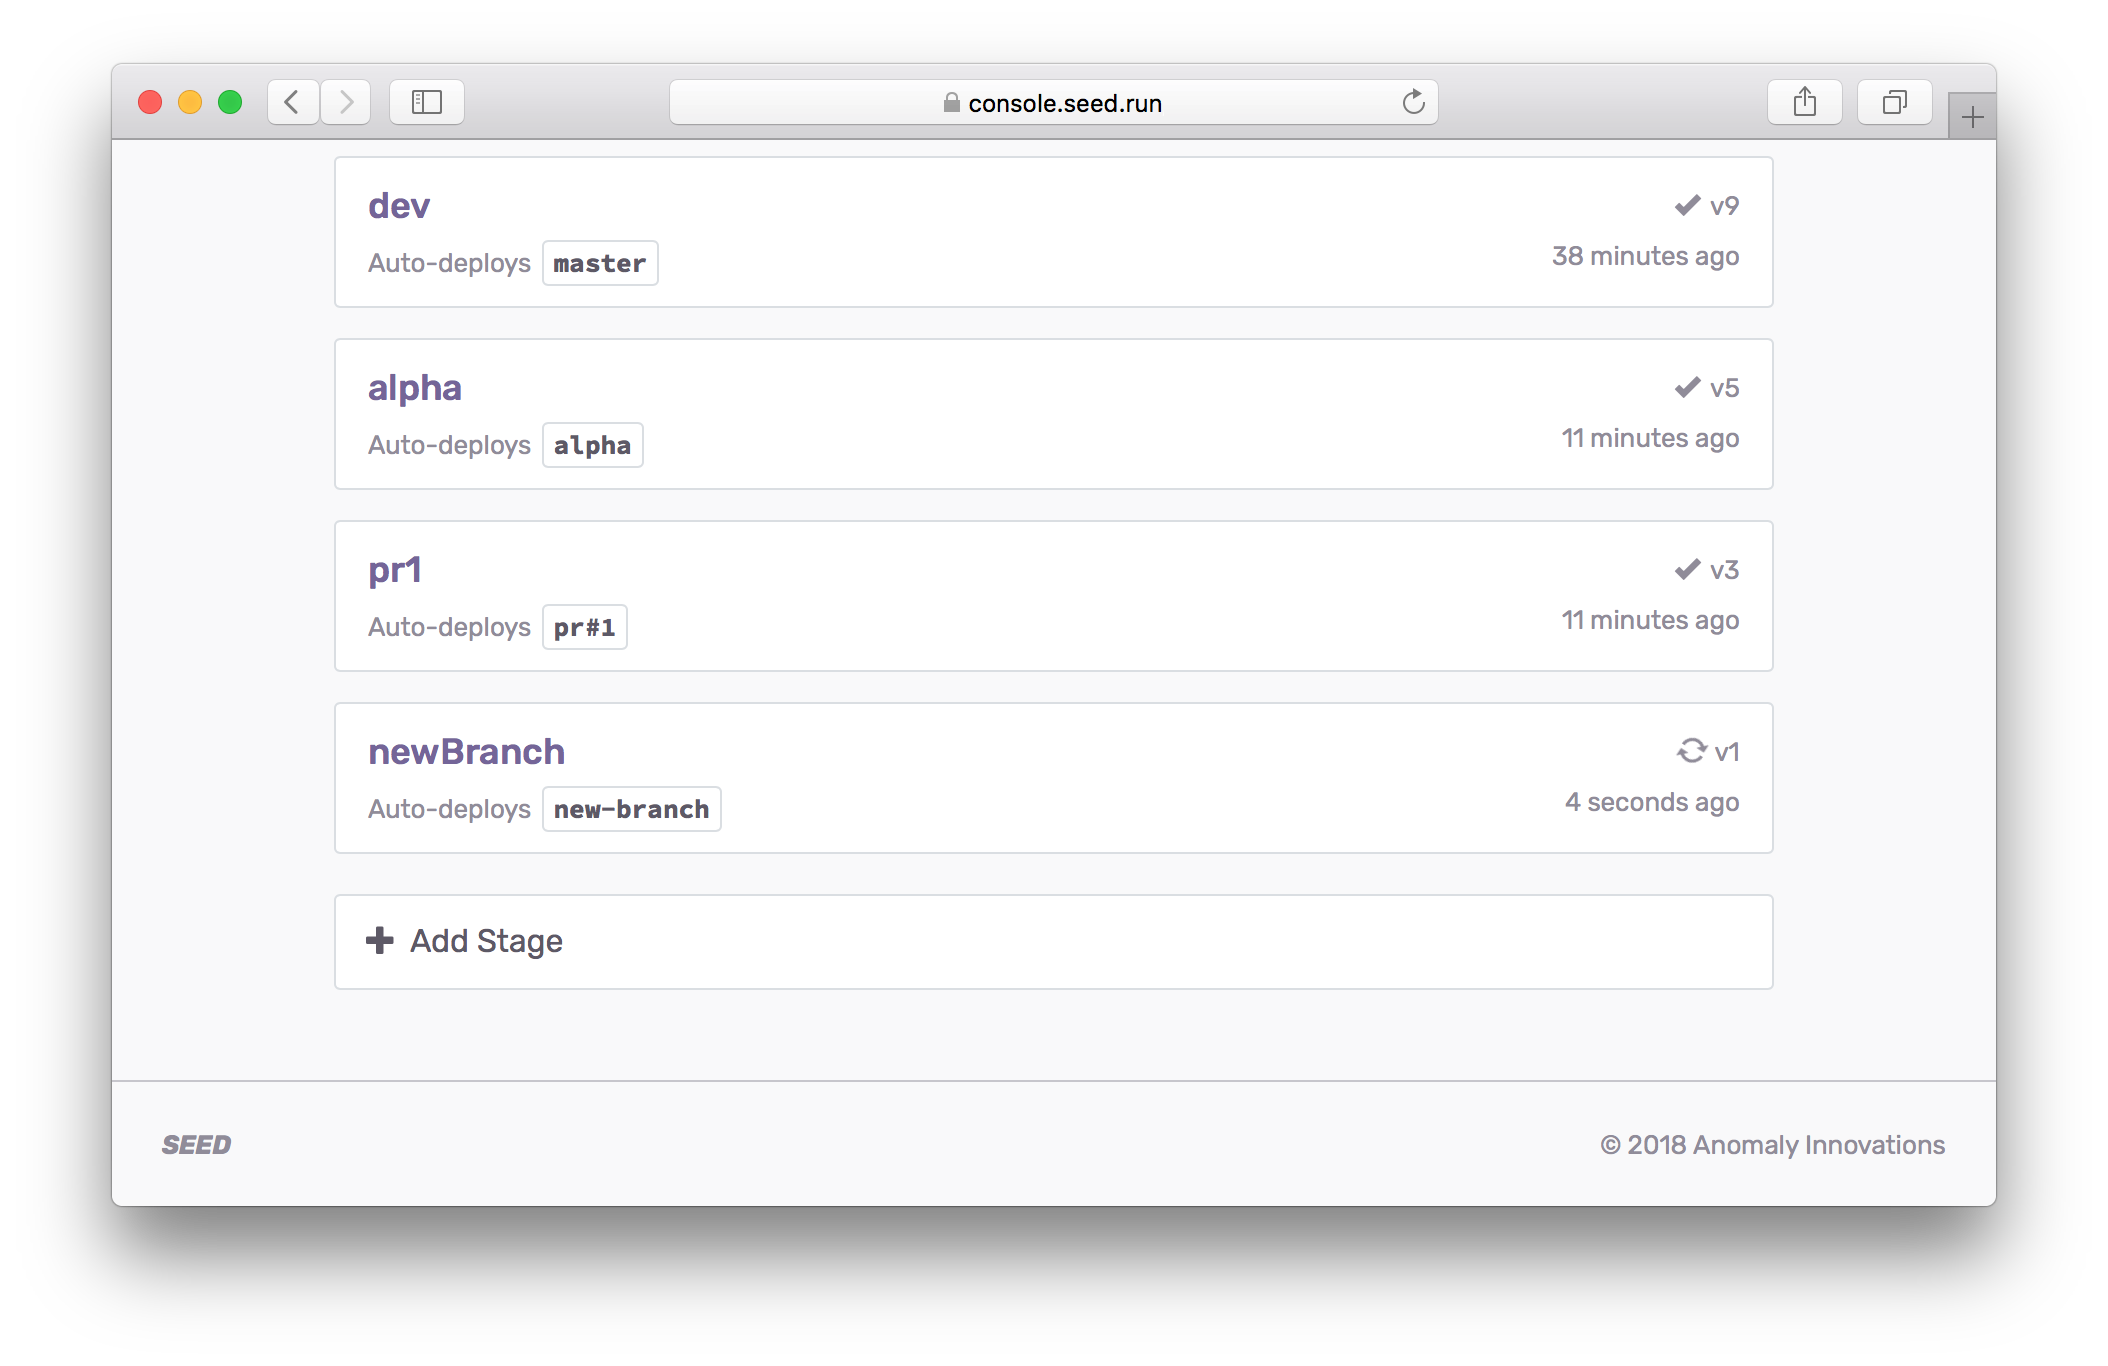 console.seed.run
dev
v9
Auto-deploys master
38 minutes ago
alpha
v5
Auto-deploys alpha
11 minutes ago
pr1
v3
Auto-deploys pr#1
11 minutes ago
newBranch
v1
Auto-deploys new-branch
4 seconds ago
Add Stage
SEED
© 2018 Anomaly Innovations